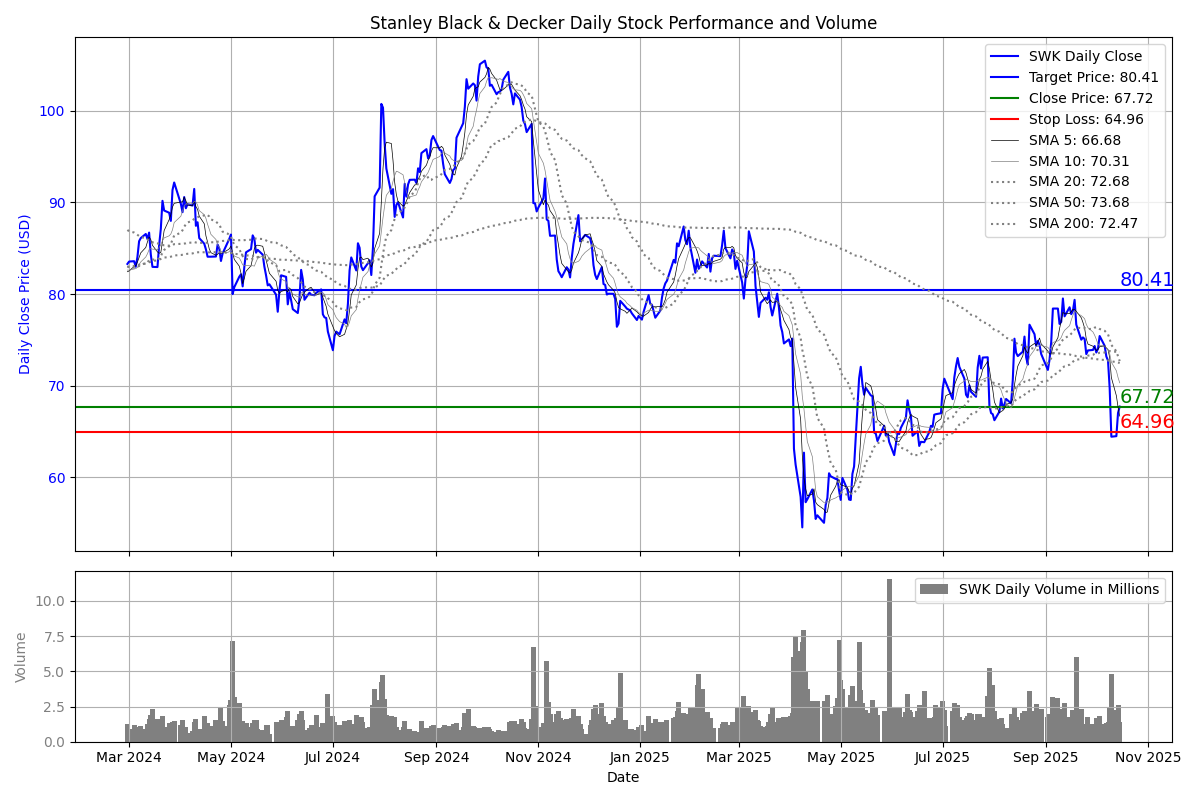 Stanley Black & Decker Daily Stock Performance and Volume
Daily Close Price (USD)
100
90
80
70
60
SWK Daily Close
Target Price: 80.41
Close Price: 67.72
Stop Loss: 64.96
SMA 5: 66.68
SMA 10: 70.31
SMA 20: 72.68
SMA 50: 73.68
SMA 200: 72.47
80.41
67.72
64.96
Volume
10.0
7.5
5.0
2.5
0.0
SWK Daily Volume in Millions
Mar 2024
May 2024
Jul 2024
Sep 2024
Nov 2024
Jan 2025
Mar 2025
May 2025
Jul 2025
Sep 2025
Nov 2025
Date